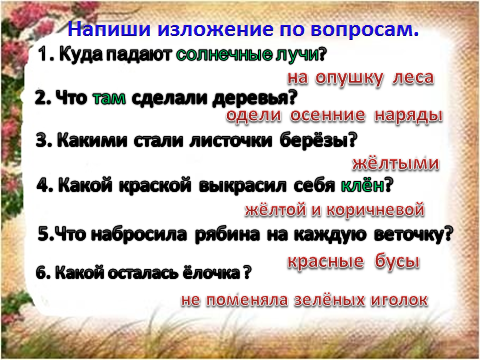 Напиши изложение по вопросам.
1. Куда падают солнечные лучи?
на опушку леса
2. Что там сделали деревья?
одели осенние наряды
3. Какими стали листочки берёзы?
жёлтыми
4. Какой краской выкрасил себя клён?
жёлтой и коричневой
5.Что набросила рябина на каждую веточку?
красные бусы
6. Какой осталась ёлочка ?
не поменяла зелёных иголок